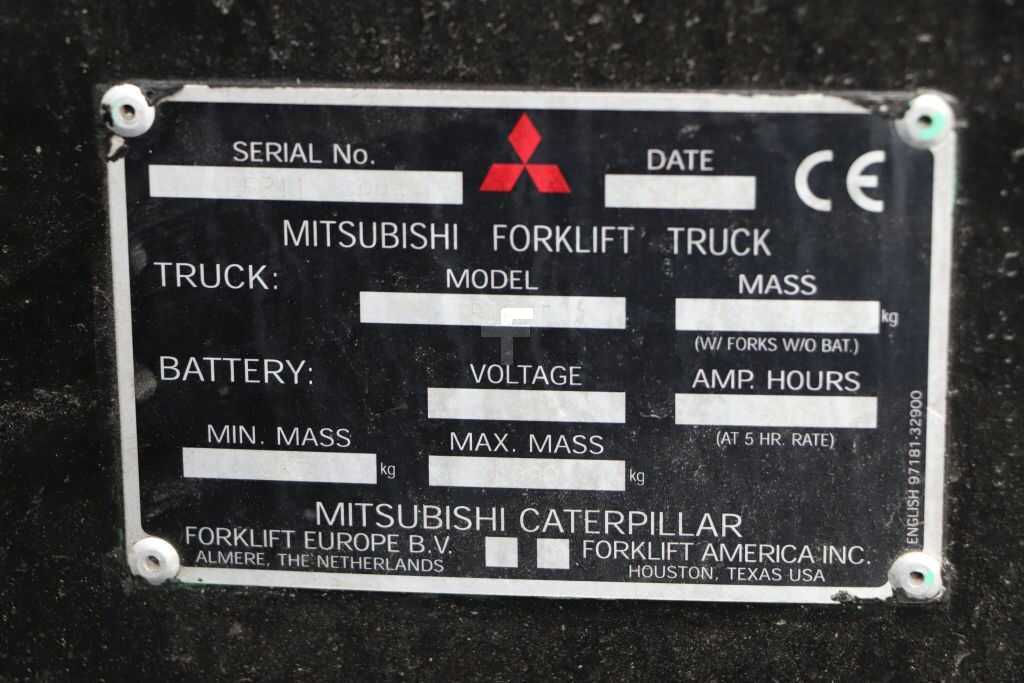 SERIAL No.
DATE
CE
MITSUBISHI FORKLIFT TRUCK
TRUCK:
MODEL
MASS
kg
(W/ FORKS W/O BAT.)
BATTERY:
VOLTAGE
AMP. HOURS
(AT 5 HR. RATE)
MIN. MASS
kg
MAX. MASS
kg
ENGLISH 97181-32900
MITSUBISHI CATERPILLAR
FORKLIFT EUROPE B.V.
ALMERE, THE NETHERLANDS
FORKLIFT AMERICA INC.
HOUSTON, TEXAS USA